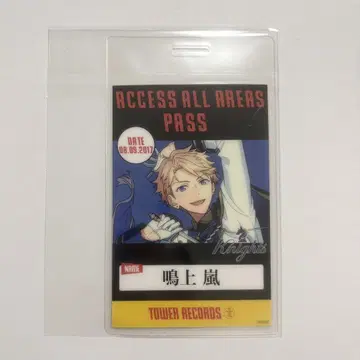 ACCESS ALL AREAS
PASS
DATE
08.09.2017
Knights
NAME
鳴上 嵐
TOWER RECORDS